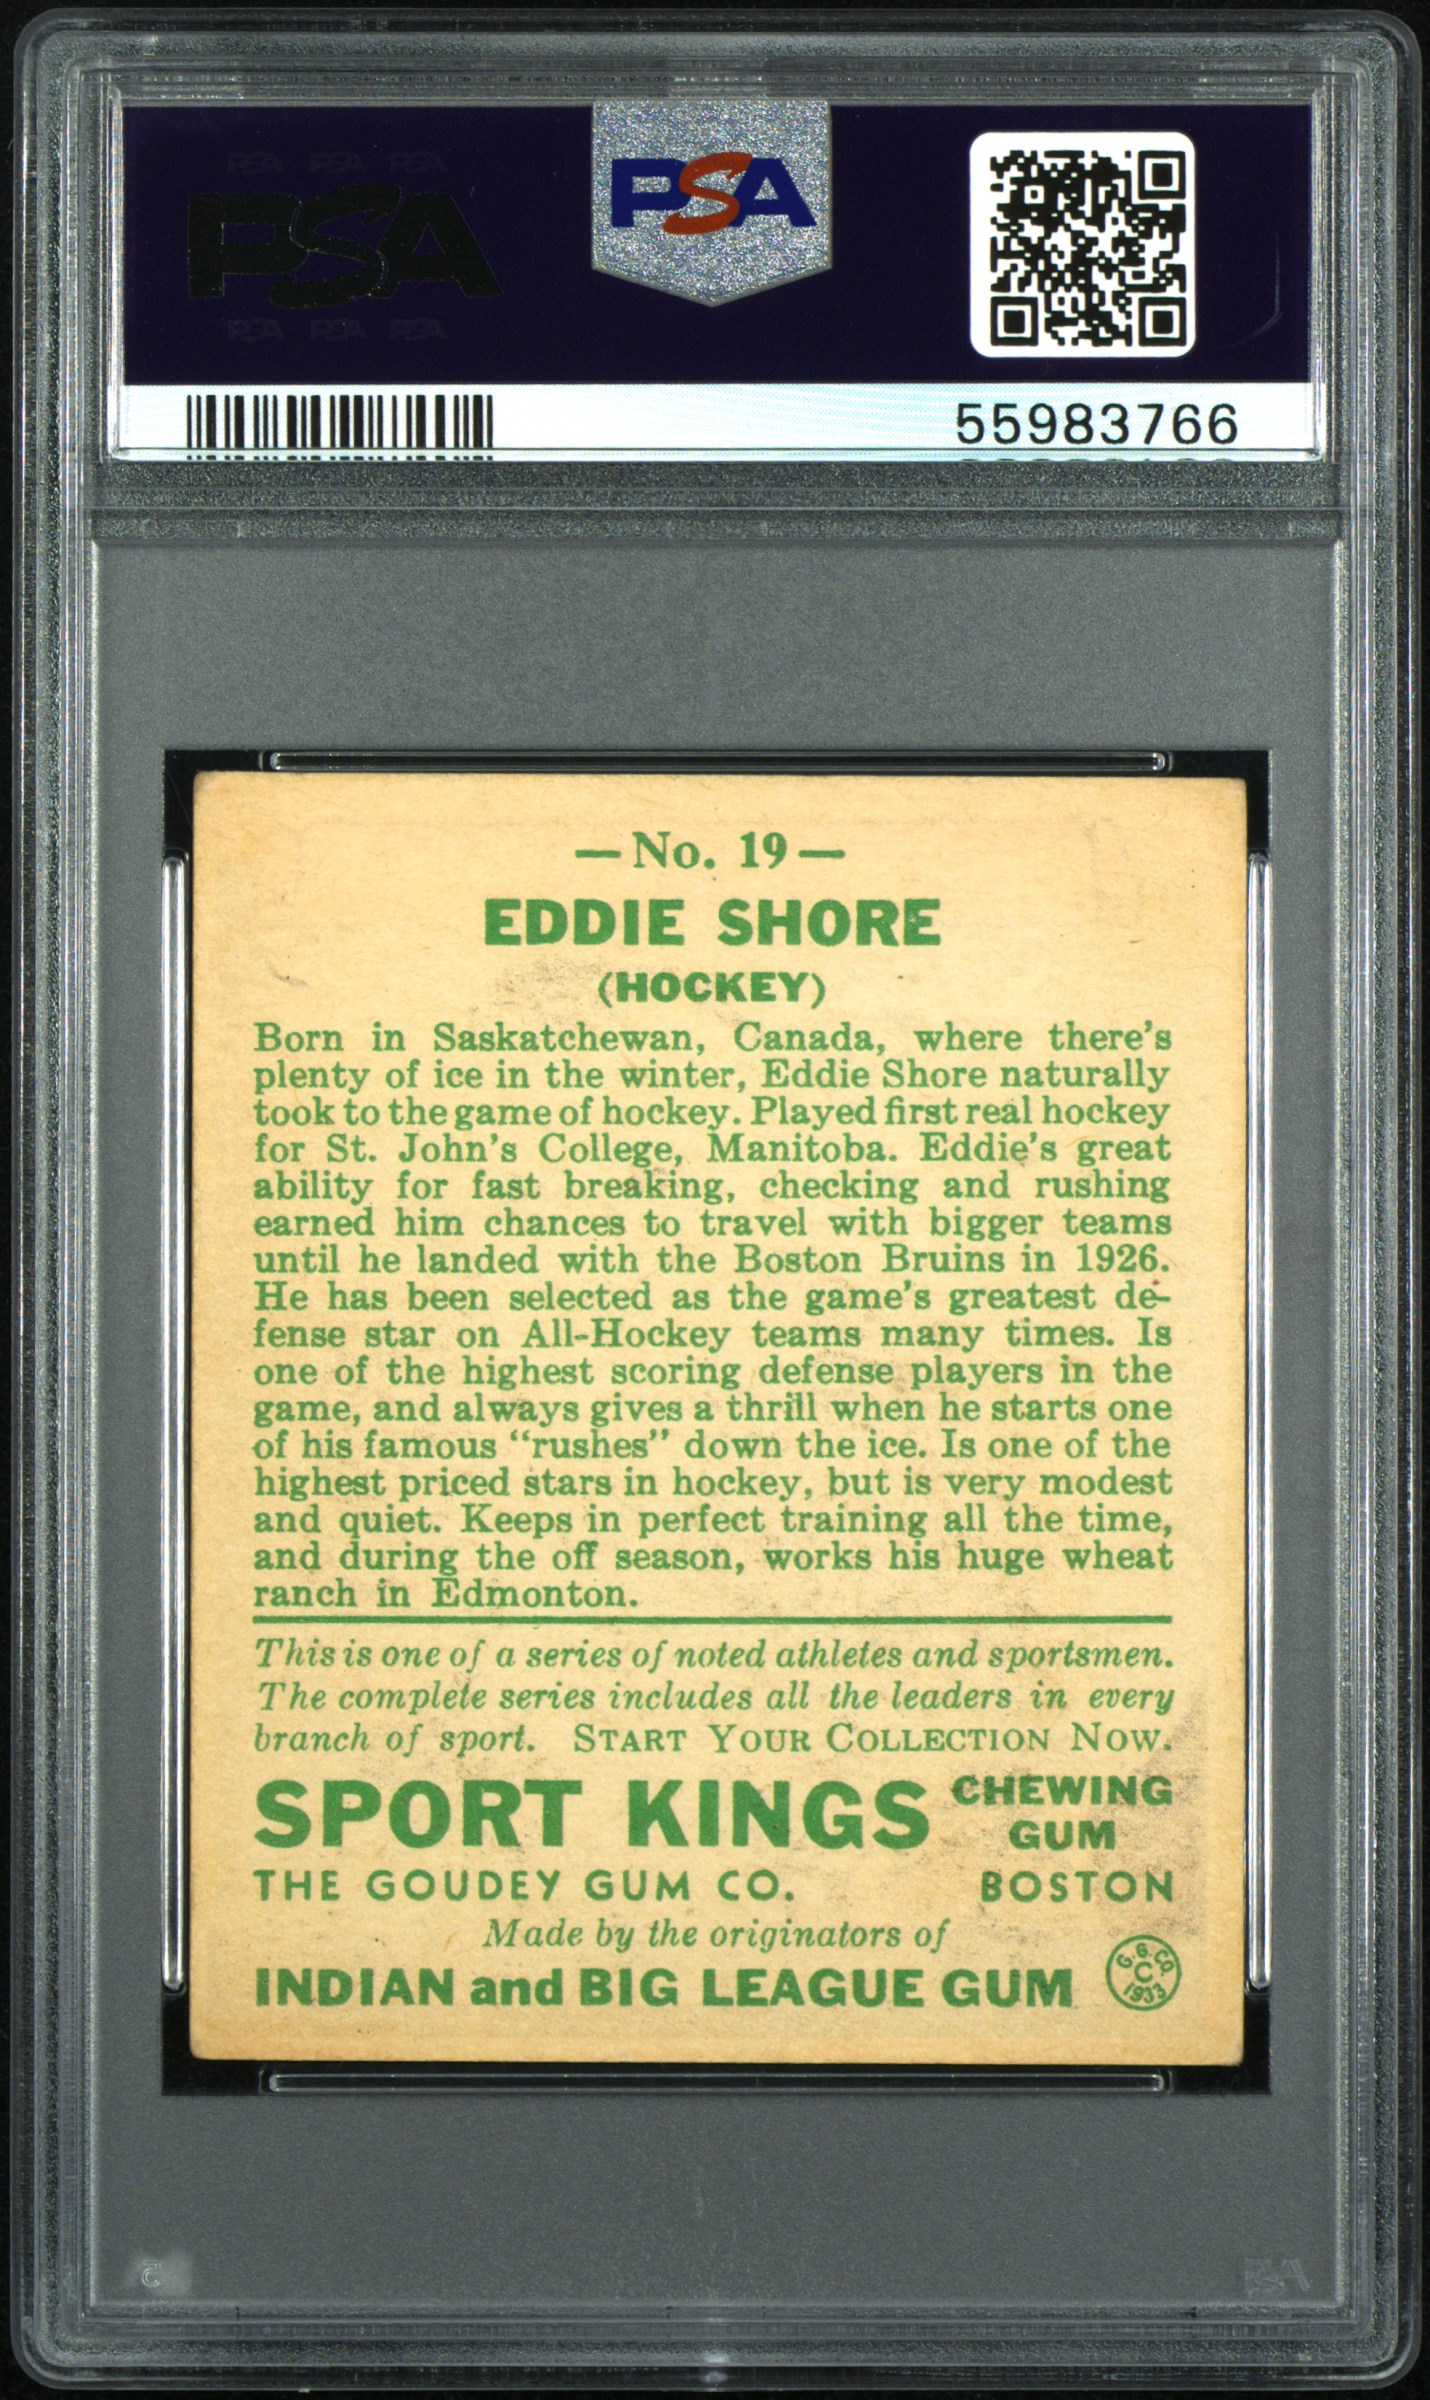 PSA PSA PSA
PSA
PSA PSA PSA
PSA
55983766
—No. 19—
EDDIE SHORE
(HOCKEY)
Born in Saskatchewan, Canada, where there's
plenty of ice in the winter, Eddie Shore naturally
took to the game of hockey. Played first real hockey
for St. John's College, Manitoba. Eddie's great
ability for fast breaking, checking and rushing
earned him chances to travel with bigger teams
until he landed with the Boston Bruins in 1926.
He has been selected as the game's greatest de-
fense star on All-Hockey teams many times. Is
one of the highest scoring defense players in the
game, and always gives a thrill when he starts one
of his famous "rushes" down the ice. Is one of the
highest priced stars in hockey, but is very modest
and quiet. Keeps in perfect training all the time,
and during the off season, works his huge wheat
ranch in Edmonton.
This is one of a series of noted athletes and sportsmen.
The complete series includes all the leaders in every
branch of sport. START YOUR COLLECTION NOW.
SPORT KINGS CHEWING GUM
THE GOUDEY GUM CO. BOSTON
Made by the originators of
INDIAN and BIG LEAGUE GUM
G. G. CO.
C
1933
PSA